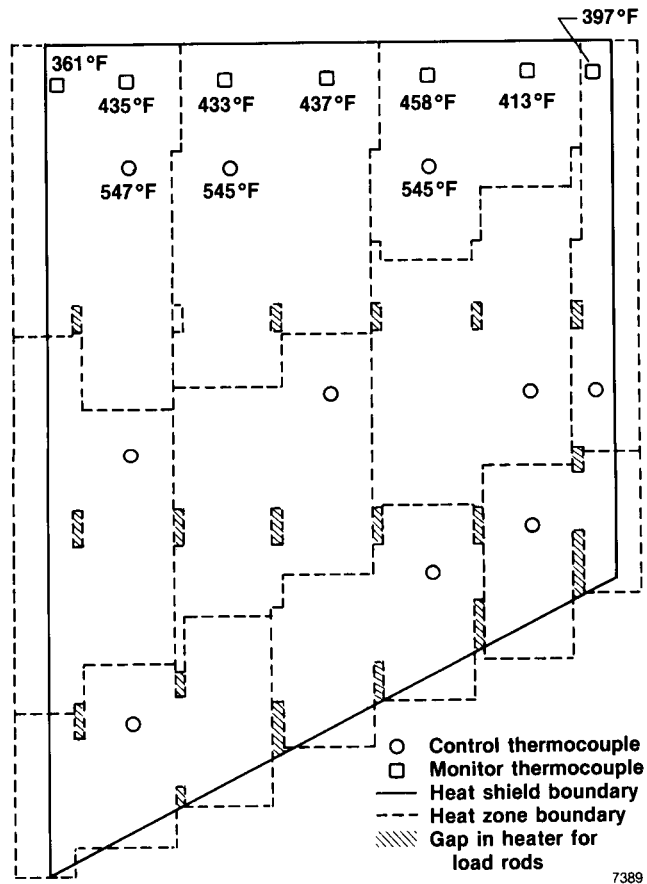 397°F
361°F
435°F
433°F
437°F
458°F
413°F
547°F
545°F
545°F
Control thermocouple
Monitor thermocouple
Heat shield boundary
Heat zone boundary
Gap in heater for
load rods
7389